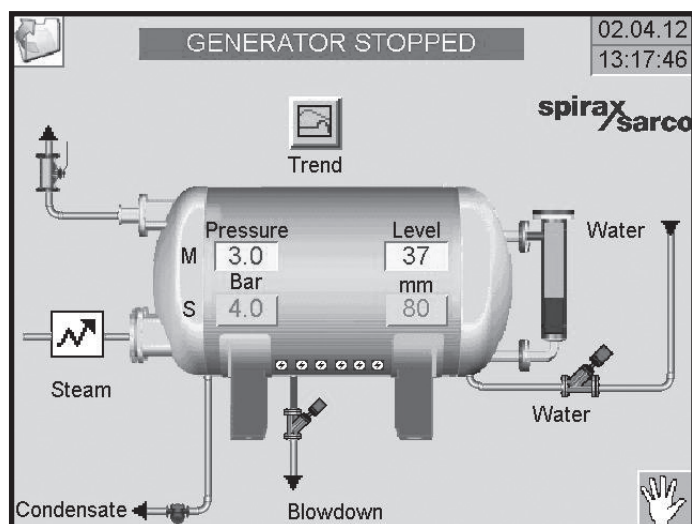 GENERATOR STOPPED
02.04.12
13:17:46
spirax
sarco
Trend
Pressure
Level
Water
M
3.0
37
Bar
mm
S
4.0
80
Steam
Water
Condensate
Blowdown